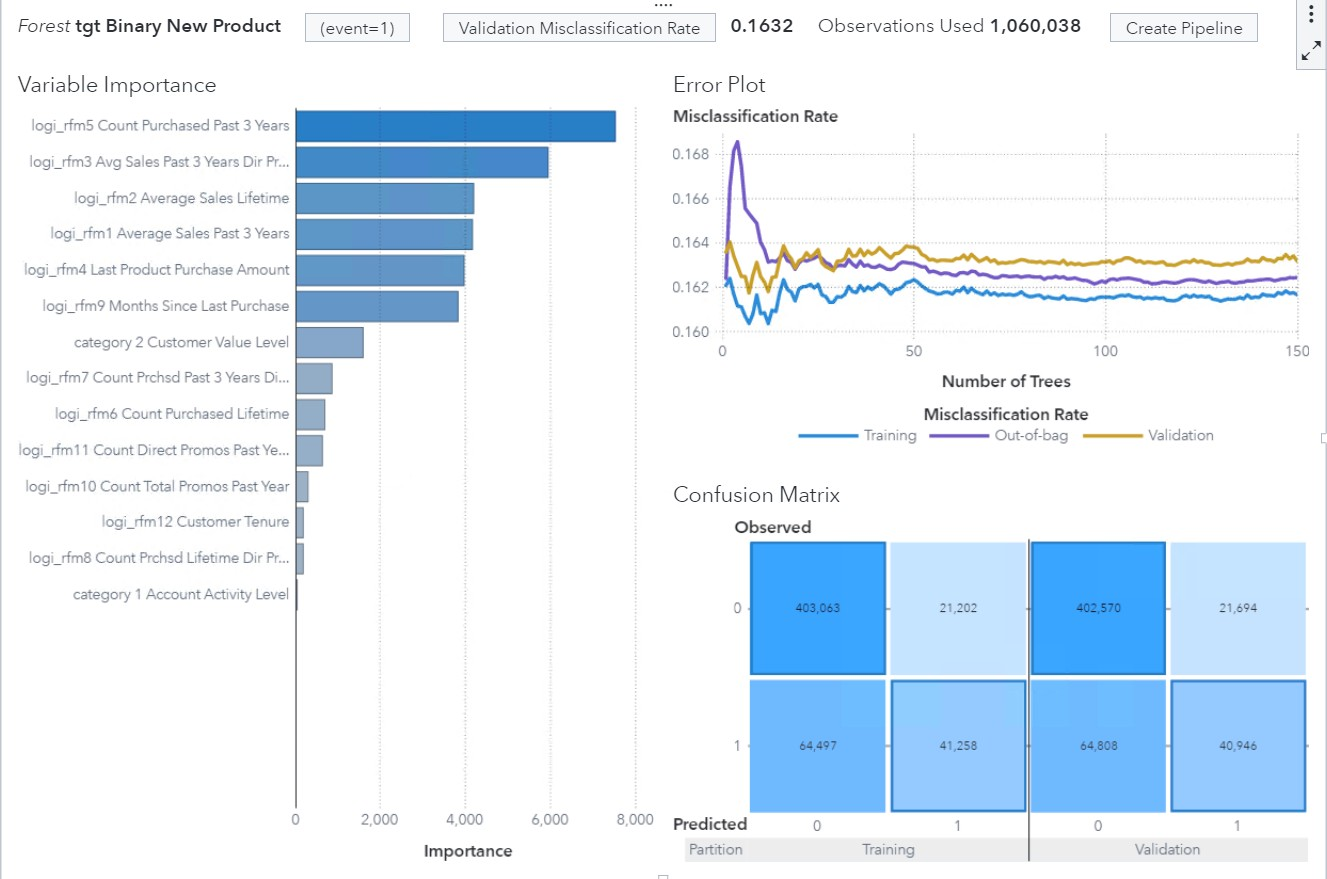 Forest tgt Binary New Product (event=1) Validation Misclassification Rate 0.1632 Observations Used 1,060,038 Create Pipeline
Variable Importance
logi_rfm5 Count Purchased Past 3 Years
logi_rfm3 Avg Sales Past 3 Years Dir Pr...
logi_rfm2 Average Sales Lifetime
logi_rfm1 Average Sales Past 3 Years
logi_rfm4 Last Product Purchase Amount
logi_rfm9 Months Since Last Purchase
category 2 Customer Value Level
logi_rfm7 Count Prchsd Past 3 Years Di...
logi_rfm6 Count Purchased Lifetime
logi_rfm11 Count Direct Promos Past Ye...
logi_rfm10 Count Total Promos Past Year
logi_rfm12 Customer Tenure
logi_rfm8 Count Prchsd Lifetime Dir Pr...
category 1 Account Activity Level
0 2,000 4,000 6,000 8,000
Importance
Error Plot
Misclassification Rate
0.168
0.166
0.164
0.162
0.160
0 50 100 150
Number of Trees
Misclassification Rate
Training Out-of-bag Validation
Confusion Matrix
Observed
0 403,063 21,202 402,570 21,694
1 64,497 41,258 64,808 40,946
Predicted 0 1 0 1
Partition Training Validation